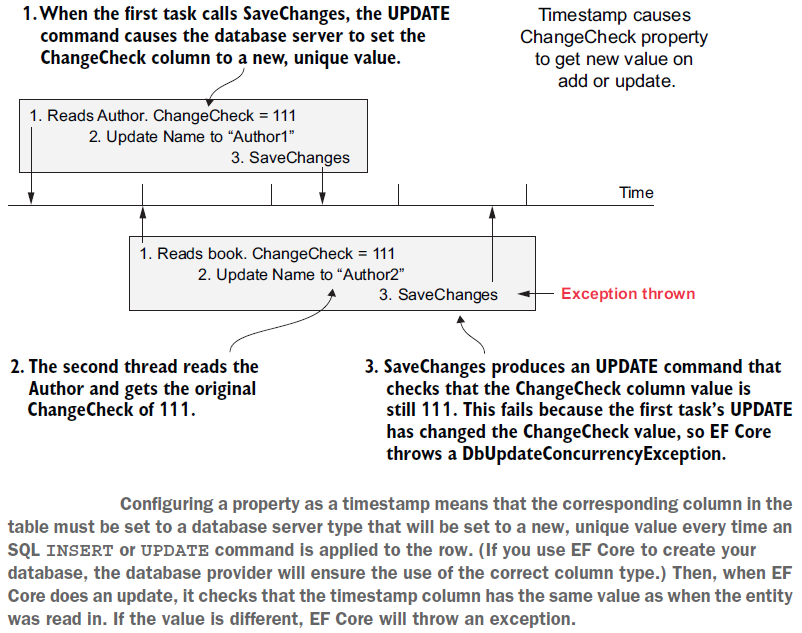 1. When the first task calls SaveChanges, the UPDATE
command causes the database server to set the
ChangeCheck column to a new, unique value.
Timestamp causes
ChangeCheck property
to get new value on
add or update.
1. Reads Author. ChangeCheck = 111
2. Update Name to “Author1”
3. SaveChanges
Time
1. Reads book. ChangeCheck = 111
2. Update Name to “Author2”
3. SaveChanges
Exception thrown
2. The second thread reads the
Author and gets the original
ChangeCheck of 111.
3. SaveChanges produces an UPDATE command that
checks that the ChangeCheck column value is
still 111. This fails because the first task’s UPDATE
has changed the ChangeCheck value, so EF Core
throws a DbUpdateConcurrencyException.
Configuring a property as a timestamp means that the corresponding column in the
table must be set to a database server type that will be set to a new, unique value every time an
SQL INSERT or UPDATE command is applied to the row. (If you use EF Core to create your
database, the database provider will ensure the use of the correct column type.) Then, when EF
Core does an update, it checks that the timestamp column has the same value as when the entity
was read in. If the value is different, EF Core will throw an exception.